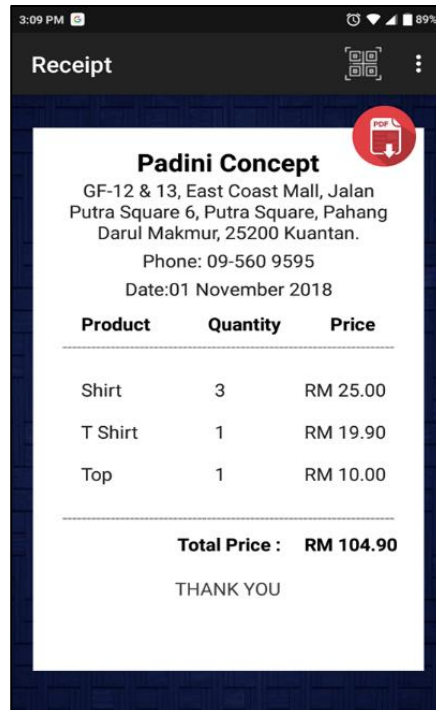 3:09 PM G 89%
Receipt
PDF
Padini Concept
GF-12 & 13, East Coast Mall, Jalan
Putra Square 6, Putra Square, Pahang
Darul Makmur, 25200 Kuantan.
Phone: 09-560 9595
Date:01 November 2018
Product Quantity Price
Shirt 3 RM 25.00
T Shirt 1 RM 19.90
Top 1 RM 10.00
Total Price : RM 104.90
THANK YOU